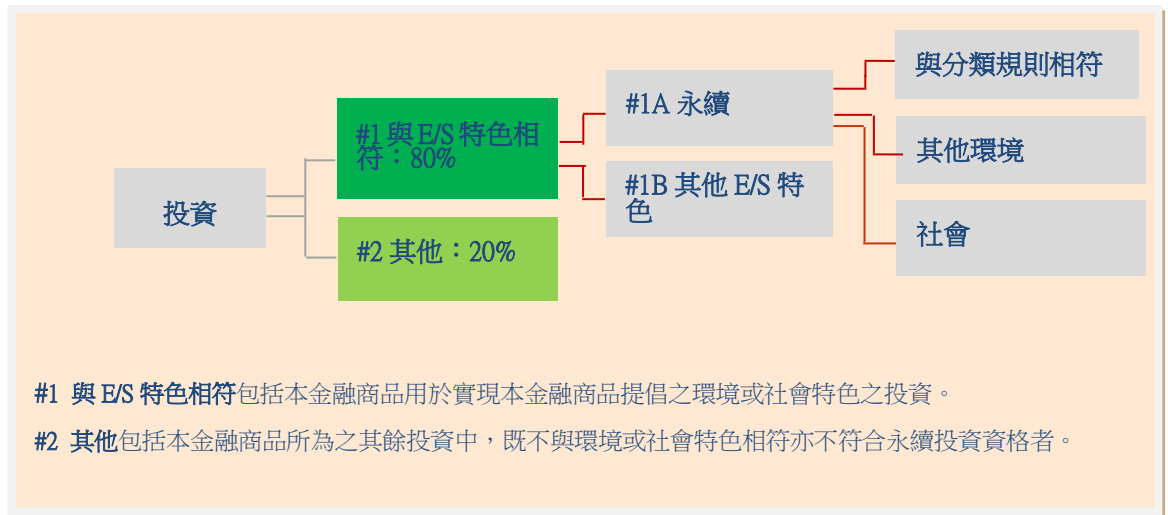 投資
#1 與 E/S 特色相
符：80%
#2 其他：20%
#1A 永續
#1B 其他 E/S 特
色
與分類規則相符
其他環境
社會
#1 與 E/S 特色相符包括本金融商品用於實現本金融商品提倡之環境或社會特色之投資。
#2 其他包括本金融商品所為之其餘投資中，既不與環境或社會特色相符亦不符合永續投資資格者。